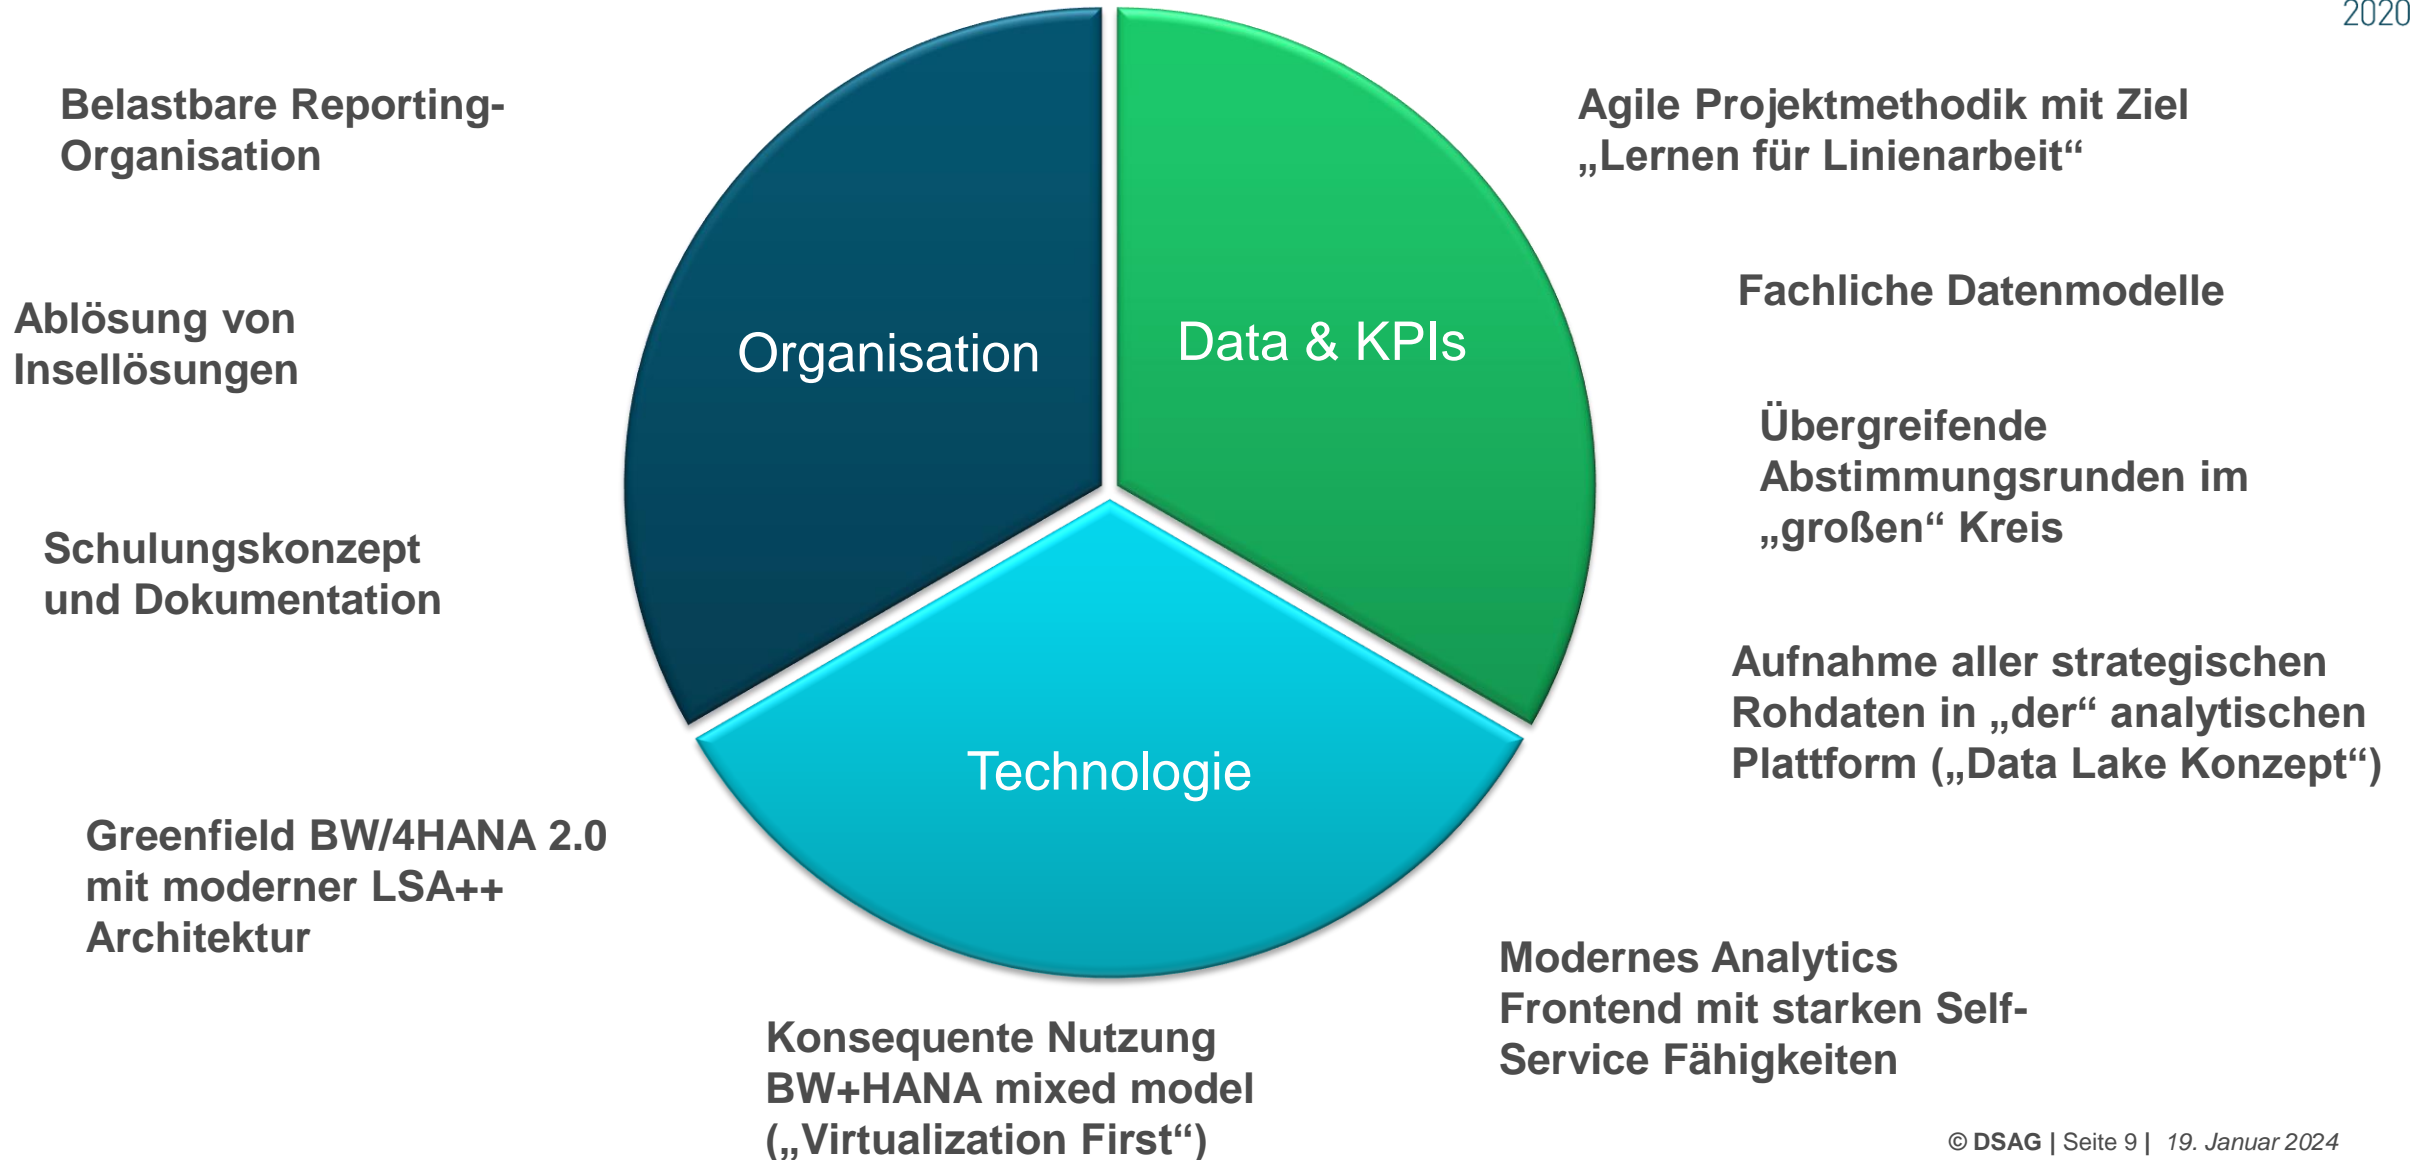 2020
Belastbare Reporting-
Organisation
Agile Projektmethodik mit Ziel
„Lernen für Linienarbeit“
Ablösung von
Insellösungen
Organisation
Data & KPIs
Fachliche Datenmodelle
Übergreifende
Abstimmungsrunden im
„großen“ Kreis
Schulungskonzept
und Dokumentation
Aufnahme aller strategischen
Rohdaten in „der“ analytischen
Plattform („Data Lake Konzept“)
Technologie
Greenfield BW/4HANA 2.0
mit moderner LSA++
Architektur
Modernes Analytics
Frontend mit starken Self-
Service Fähigkeiten
Konsequente Nutzung
BW+HANA mixed model
(„Virtualization First“)
© DSAG | Seite 9 | 19. Januar 2024